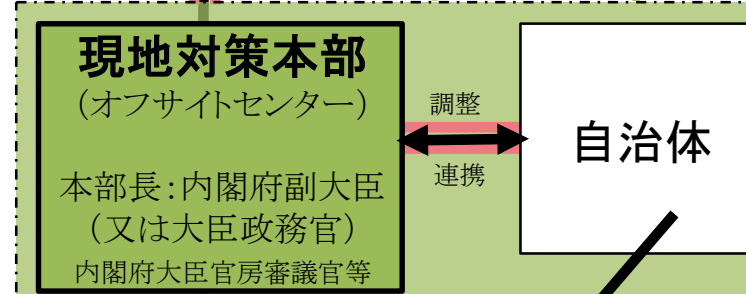 現地対策本部
（オフサイトセンター）
本部長：内閣府副大臣
（又は大臣政務官）
内閣府大臣官房審議官等
調整
連携
自治体